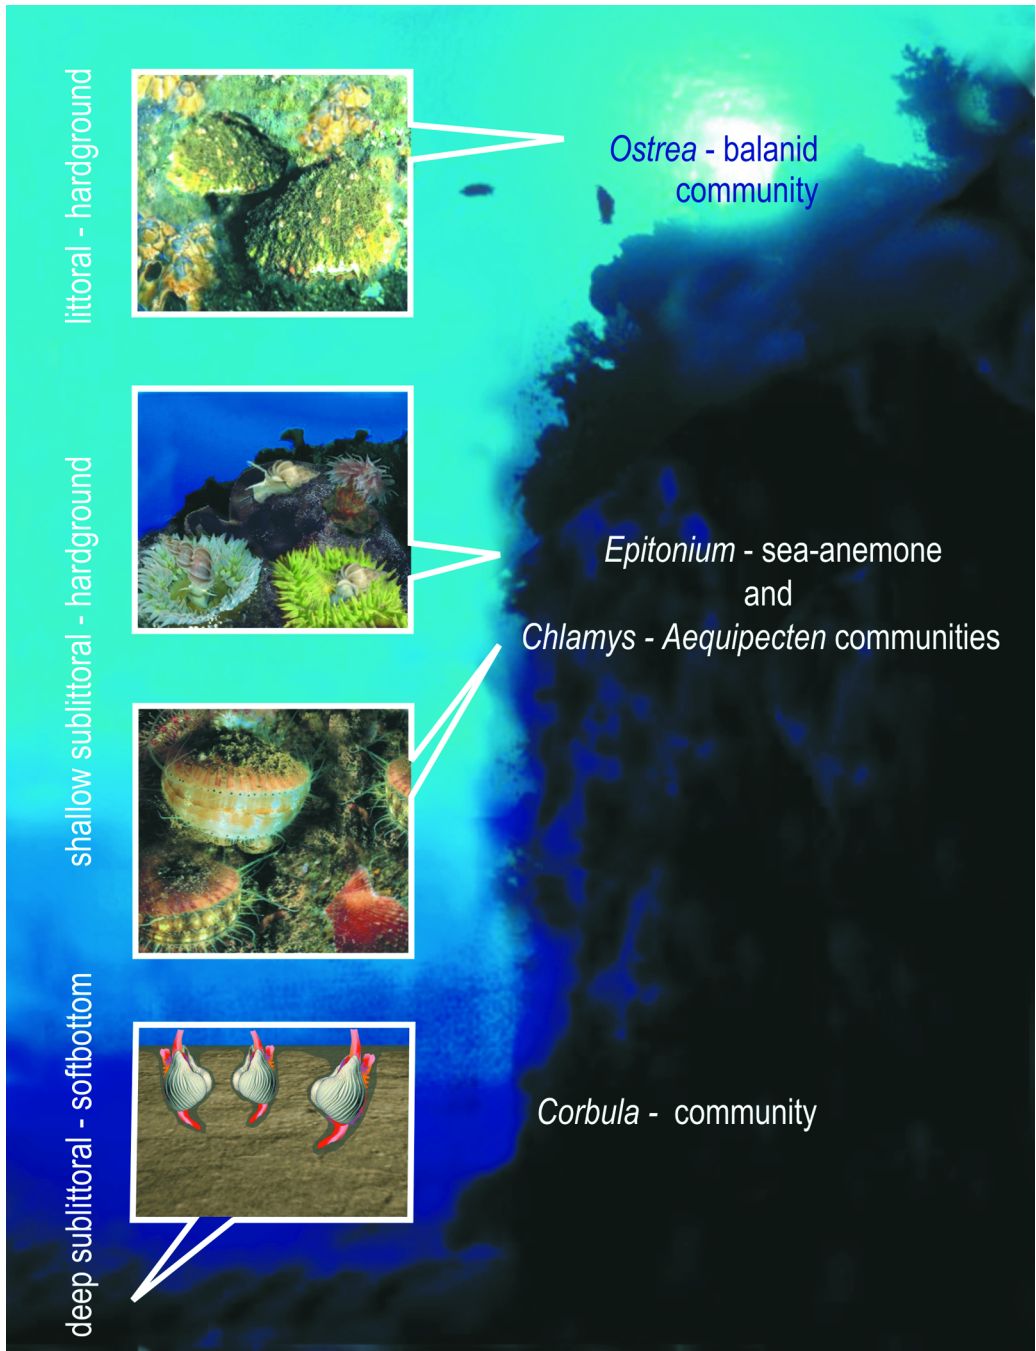 littoral - hardground
Ostrea - balanid
community
shallow sublittoral - hardground
Epitonium - sea-anemone
and
Chlamys - Aequipecten communities
deep sublittoral - softbottom
Corbula - community